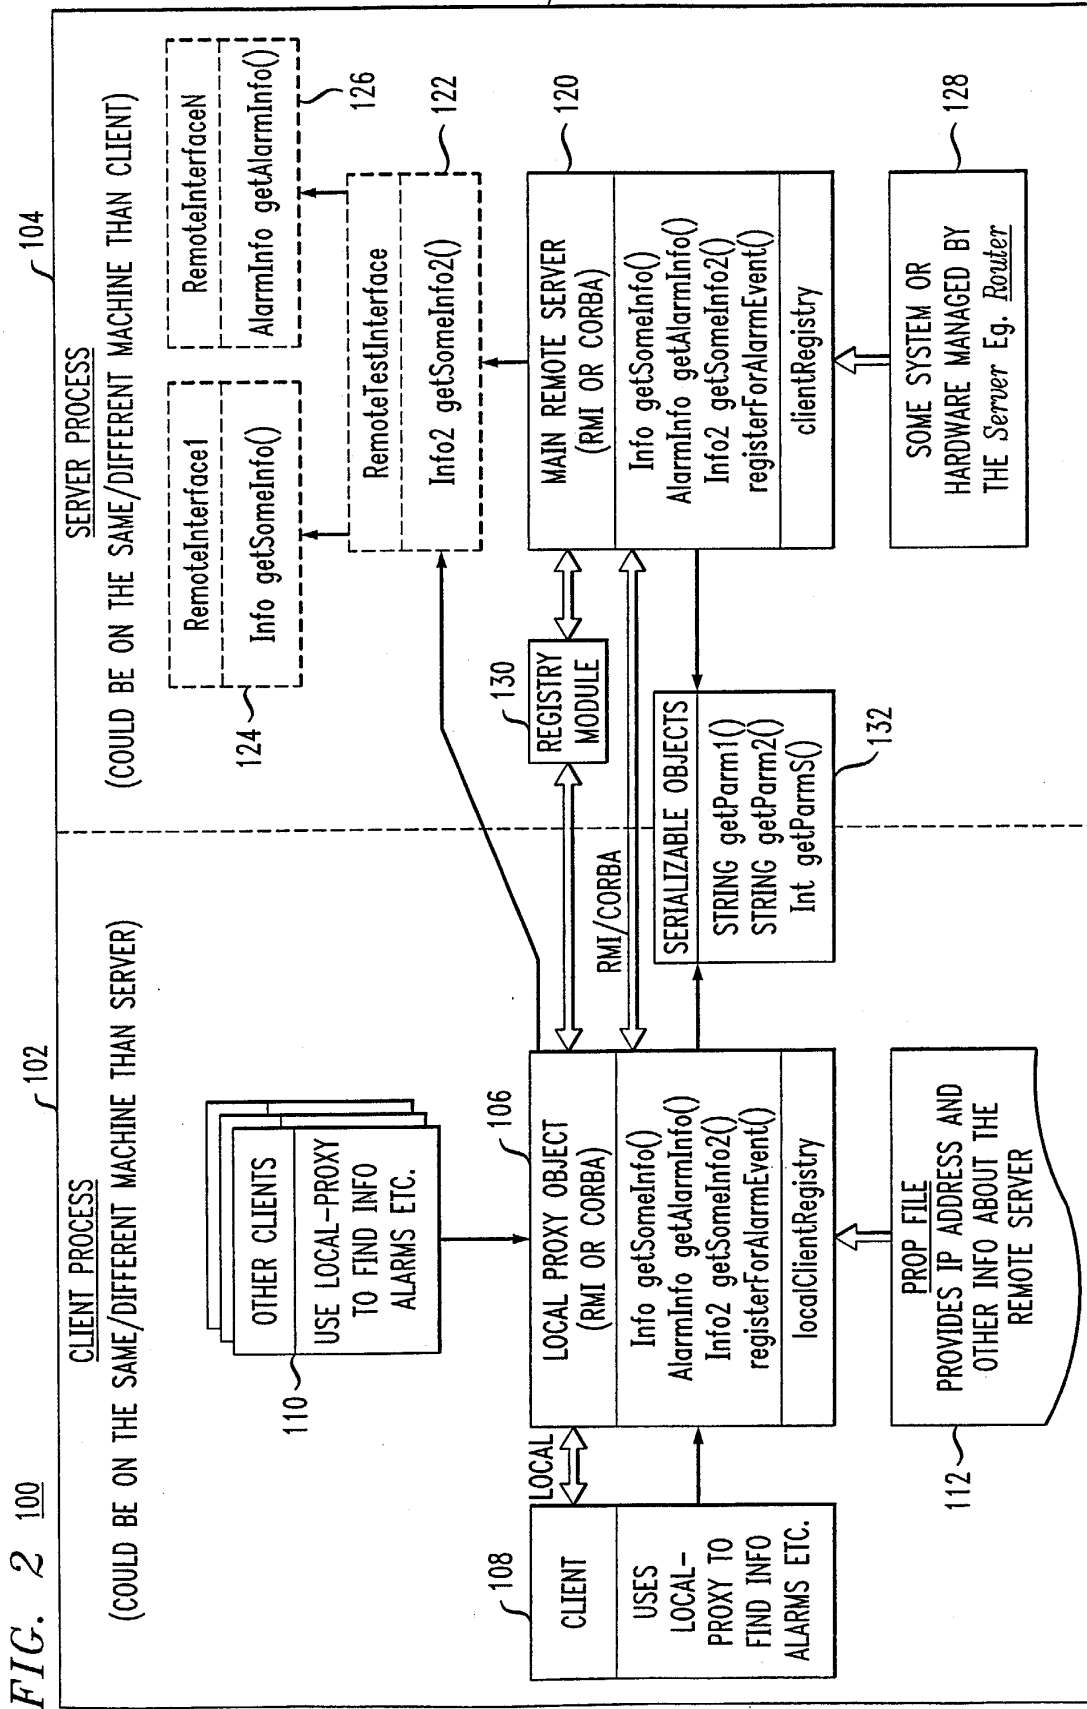 FIG. 2
100
102
CLIENT PROCESS
(COULD BE ON THE SAME/DIFFERENT MACHINE THAN SERVER)
104
SERVER PROCESS
(COULD BE ON THE SAME/DIFFERENT MACHINE THAN CLIENT)
OTHER CLIENTS
USE LOCAL-PROXY
TO FIND INFO
ALARMS ETC.
110
108
CLIENT
USES
LOCAL-
PROXY TO
FIND INFO
ALARMS ETC.
LOCAL
106
LOCAL PROXY OBJECT
(RMI OR CORBA)
Info getSomeInfo()
AlarmInfo getAlarmInfo()
Info2 getSomeInfo2()
registerForAlarmEvent()
localClientRegistry
112
PROP FILE
PROVIDES IP ADDRESS AND
OTHER INFO ABOUT THE
REMOTE SERVER
RMI/CORBA
130
REGISTRY
MODULE
SERIALIZABLE OBJECTS
STRING getParm1()
STRING getParm2()
Int getParmS()
132
RemoteInterface1
Info getSomeInfo()
124
RemoteInterfaceN
AlarmInfo getAlarmInfo()
126
RemoteTestInterface
Info2 getSomeInfo2()
122
MAIN REMOTE SERVER
(RMI OR CORBA)
Info getSomeInfo()
AlarmInfo getAlarmInfo()
Info2 getSomeInfo2()
registerForAlarmEvent()
clientRegistry
120
SOME SYSTEM OR
HARDWARE MANAGED BY
THE Server Eg. Router
128